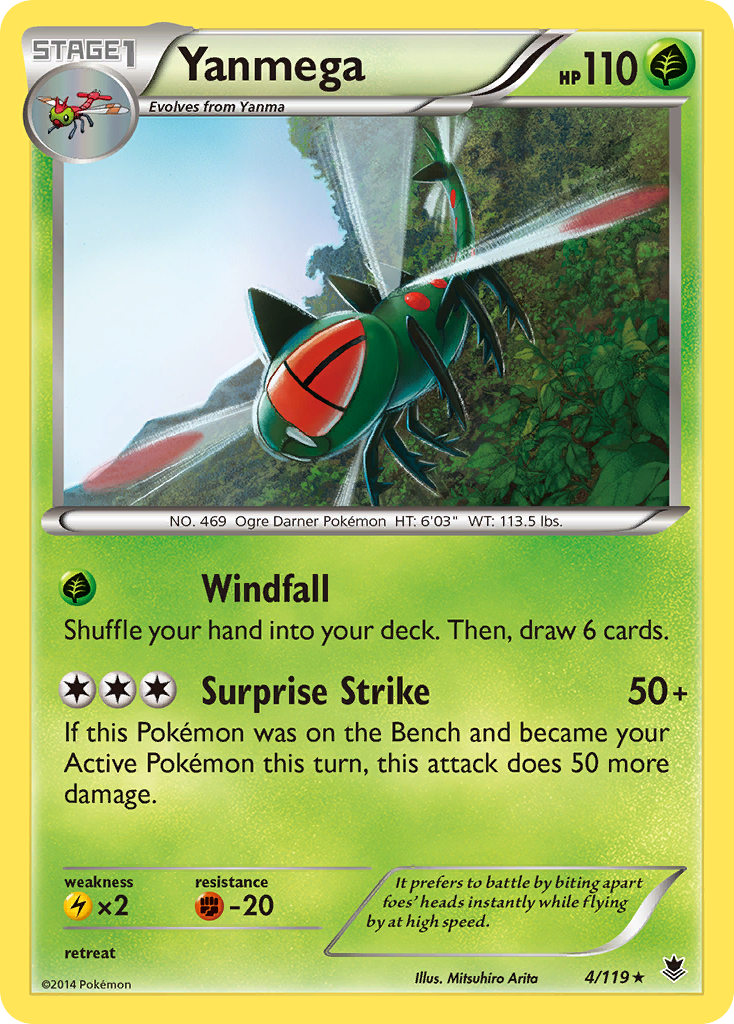 STAGE1
Yanmega
HP110
Evolves from Yanma
NO. 469 Ogre Darner Pokémon HT: 6'03" WT: 113.5 lbs.
Windfall
Shuffle your hand into your deck. Then, draw 6 cards.
Surprise Strike 50+
If this Pokémon was on the Bench and became your
Active Pokémon this turn, this attack does 50 more
damage.
weakness
×2
resistance
-20
It prefers to battle by biting apart
foes' heads instantly while flying
by at high speed.
retreat
©2014 Pokémon
Illus. Mitsuhiro Arita
4/119★